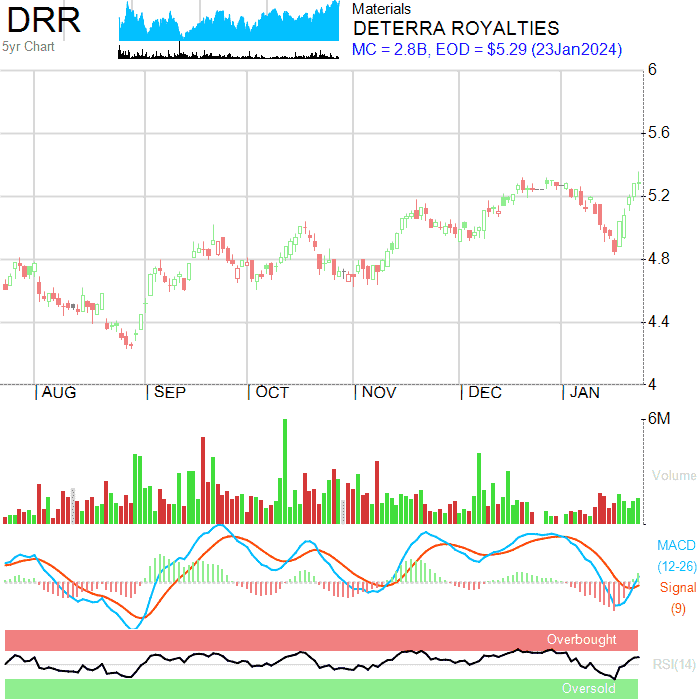 DRR
5yr Chart
Materials
DETERRA ROYALTIES
MC = 2.8B, EOD = $5.29 (23Jan2024)
6
5.6
5.2
4.8
4.4
4
|AUG |SEP |OCT |NOV |DEC |JAN
6M
Volume
MACD
(12-26)
Signal
(9)
Overbought
RSI(14)
Oversold